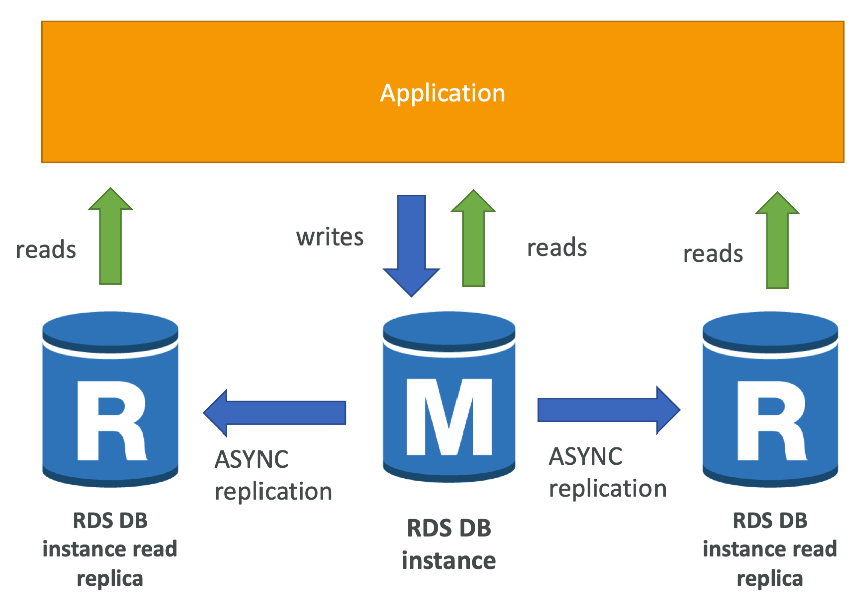 Application
reads
writes
reads
reads
R
M
R
ASYNC
replication
ASYNC
replication
RDS DB
instance read
replica
RDS DB
instance
RDS DB
instance read
replica